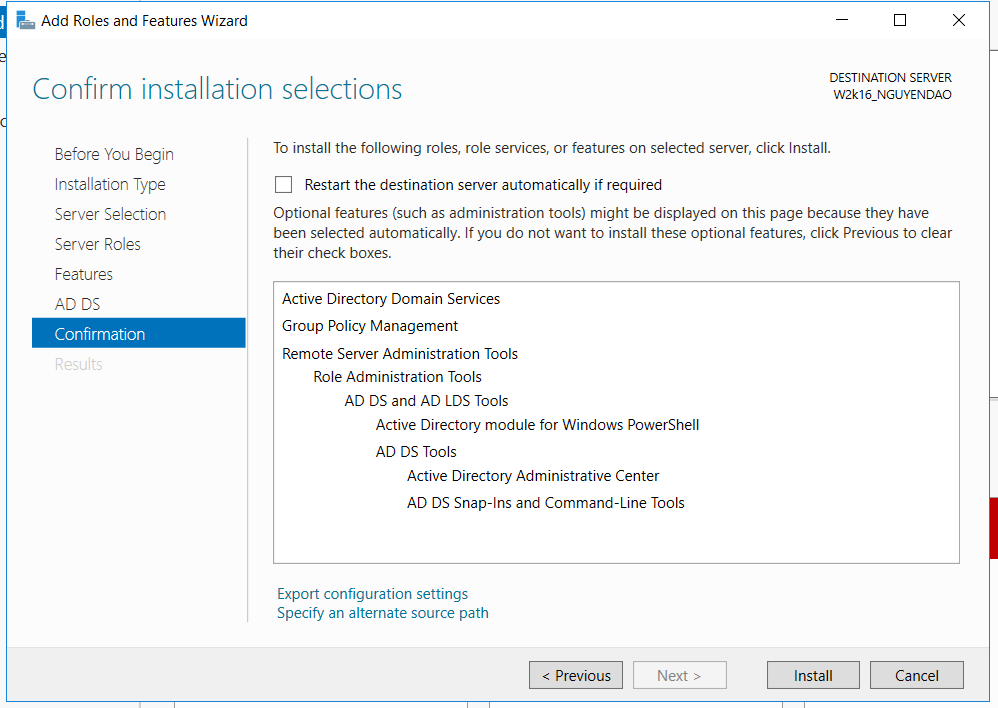 Add Roles and Features Wizard
Confirm installation selections
DESTINATION SERVER
W2k16_NGUYENDAO
Before You Begin
Installation Type
Server Selection
Server Roles
Features
AD DS
Confirmation
Results
To install the following roles, role services, or features on selected server, click Install.
Restart the destination server automatically if required
Optional features (such as administration tools) might be displayed on this page because they have
been selected automatically. If you do not want to install these optional features, click Previous to clear
their check boxes.
Active Directory Domain Services
Group Policy Management
Remote Server Administration Tools
Role Administration Tools
AD DS and AD LDS Tools
Active Directory module for Windows PowerShell
AD DS Tools
Active Directory Administrative Center
AD DS Snap-Ins and Command-Line Tools
Export configuration settings
Specify an alternate source path
< Previous
Next >
Install
Cancel